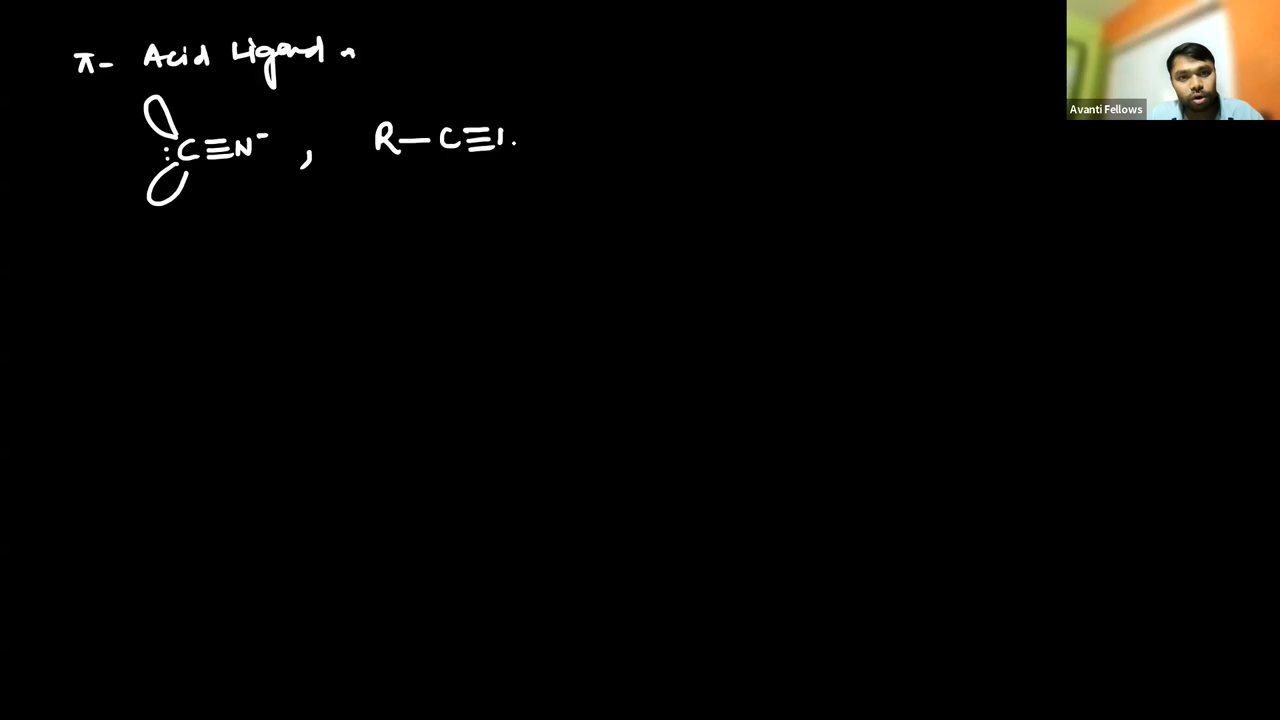 π- Acid Ligand
:C≡N⁻ , R—C≡
Avanti Fellows